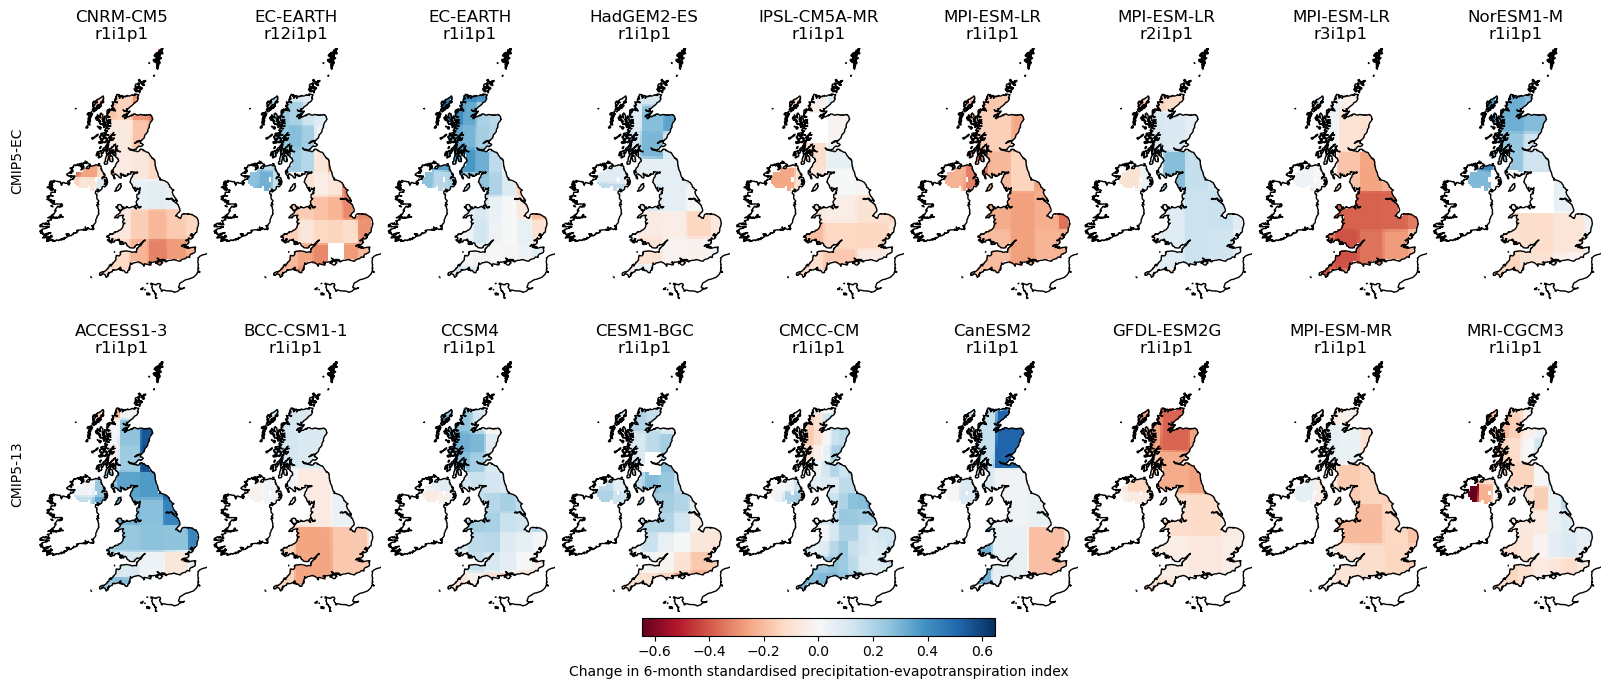 CNRM-CM5 EC-EARTH EC-EARTH HadGEM2-ES IPSL-CM5A-MR MPI-ESM-LR MPI-ESM-LR MPI-ESM-LR NorESM1-M
r1i1p1 r12i1p1 r1i1p1 r1i1p1 r1i1p1 r1i1p1 r2i1p1 r3i1p1 r1i1p1
CMIP5-EC
ACCESS1-3 BCC-CSM1-1 CCSM4 CESM1-BGC CMCC-CM CanESM2 GFDL-ESM2G MPI-ESM-MR MRI-CGCM3
r1i1p1 r1i1p1 r1i1p1 r1i1p1 r1i1p1 r1i1p1 r1i1p1 r1i1p1 r1i1p1
CMIP5-13
−0.6 −0.4 −0.2 0.0 0.2 0.4 0.6
Change in 6-month standardised precipitation-evapotranspiration index